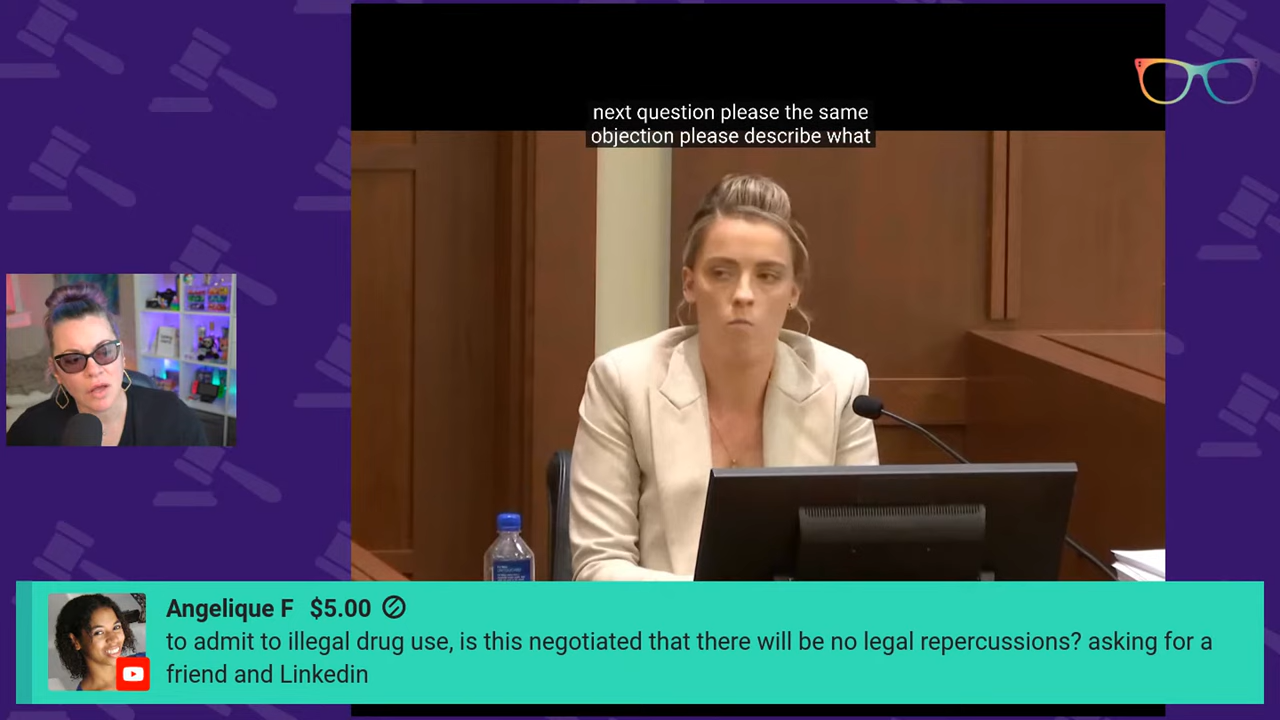 next question please the same
objection please describe what
Angelique F $5.00
to admit to illegal drug use, is this negotiated that there will be no legal repercussions? asking for a
friend and Linkedin